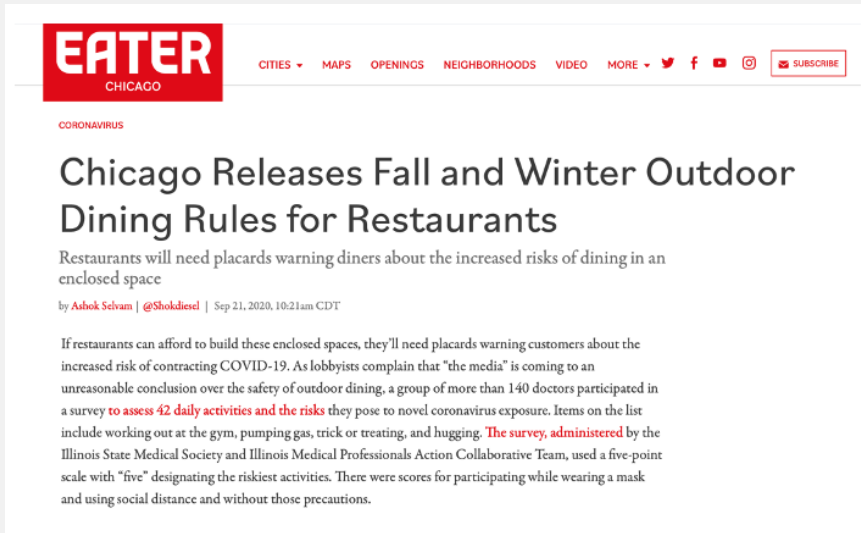 EATER
CHICAGO
CITIES MAPS OPENINGS NEIGHBORHOODS VIDEO MORE SUBSCRIBE
CORONAVIRUS
Chicago Releases Fall and Winter Outdoor
Dining Rules for Restaurants
Restaurants will need placards warning diners about the increased risks of dining in an
enclosed space
by Ashok Selvam | @Shokdiesel | Sep 21, 2020, 10:21am CDT
If restaurants can afford to build these enclosed spaces, they'll need placards warning customers about the
increased risk of contracting COVID-19. As lobbyists complain that “the media” is coming to an
unreasonable conclusion over the safety of outdoor dining, a group of more than 140 doctors participated in
a survey to assess 42 daily activities and the risks they pose to novel coronavirus exposure. Items on the list
include working out at the gym, pumping gas, trick or treating, and hugging. The survey, administered by the
Illinois State Medical Society and Illinois Medical Professionals Action Collaborative Team, used a five-point
scale with “five” designating the riskiest activities. There were scores for participating while wearing a mask
and using social distance and without those precautions.